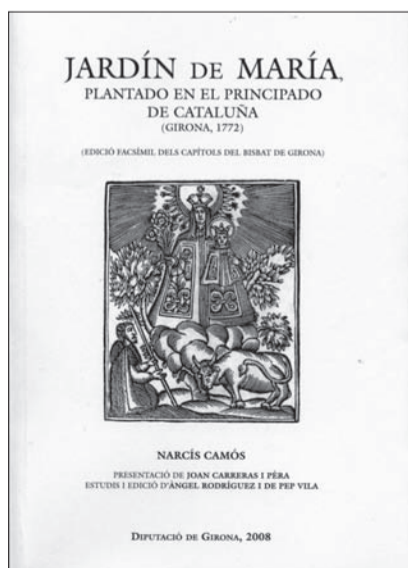 JARDÍN DE MARÍA,
PLANTADO EN EL PRINCIPADO
DE CATALUÑA
(GIRONA, 1772)
(EDICIÓ FACSÍMIL DELS CAPÍTOLS DEL BISBAT DE GIRONA)
NARCÍS CAMÓS
PRESENTACIÓ DE JOAN CARRERAS I PÈRA
ESTUDIS I EDICIÓ D'ÀNGEL RODRÍGUEZ I DE PEP VILA
DIPUTACIÓ DE GIRONA, 2008